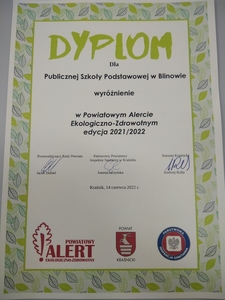 DYPLOM
Dla
Publicznej Szkoły Podstawowej w Blinowie
wyróżnienie
w Powiatowym Alercie
Ekologiczno-Zdrowotnym
edycja 2021/2022
Kraśnik, 14 czerwca 2022 r.
POWIATOWY
ALERT
EKOLOGICZNO-ZDROWOTNY
POWIAT
KRAŚNICKI